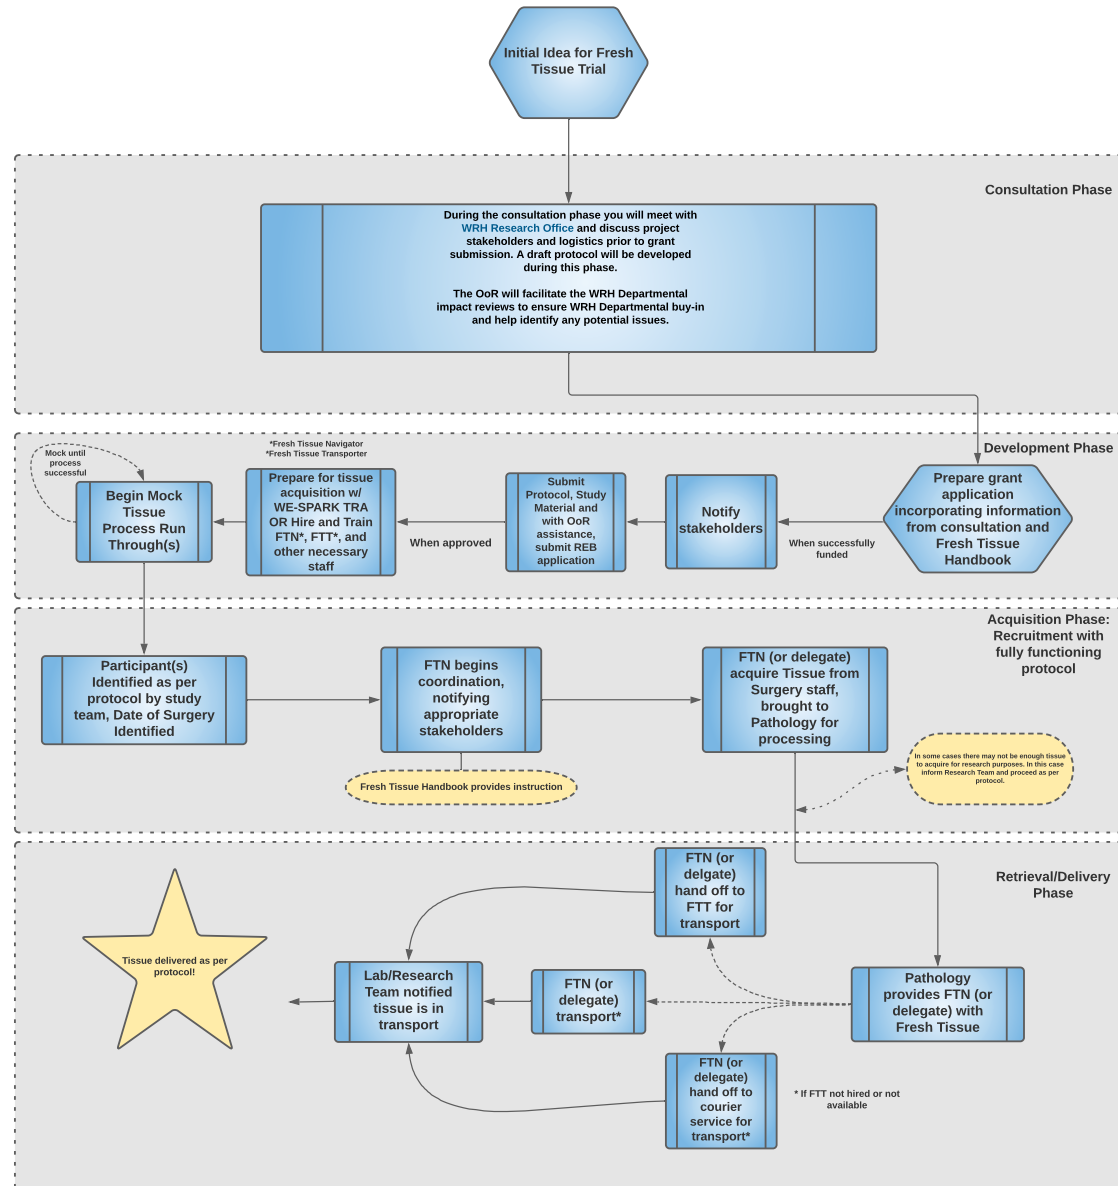 Initial Idea for Fresh
Tissue Trial
Consultation Phase
During the consultation phase you will meet with
WRH Research Office and discuss project
stakeholders and logistics prior to grant
submission. A draft protocol will be developed
during this phase.
The OoR will facilitate the WRH Departmental
impact reviews to ensure WRH Departmental buy-in
and help identify any potential issues.
Development Phase
Prepare grant
application
incorporating information
from consultation and
Fresh Tissue
Handbook
When successfully
funded
Notify
stakeholders
Submit
Protocol, Study
Material and
with OoR
assistance,
submit REB
application
When approved
*Fresh Tissue Navigator
*Fresh Tissue Transporter
Prepare for tissue
acquisition w/
WE-SPARK TRA
OR Hire and Train
FTN*, FTT*, and
other necessary
staff
Mock until
process
successful
Begin Mock
Tissue
Process Run
Through(s)
Acquisition Phase:
Recruitment with
fully functioning
protocol
Participant(s)
Identified as per
protocol by study
team, Date of Surgery
Identified
FTN begins
coordination,
notifying
appropriate
stakeholders
Fresh Tissue Handbook provides instruction
FTN (or delegate)
acquire Tissue from
Surgery staff,
brought to
Pathology for
processing
In some cases there may not be enough tissue
to acquire for research purposes. In this case
inform Research Team and proceed as per
protocol.
Retrieval/Delivery
Phase
Pathology
provides FTN (or
delegate) with
Fresh Tissue
FTN (or
delgate)
hand off to
FTT for
transport
FTN (or
delegate)
transport*
FTN (or
delegate)
hand off to
courier
service for
transport*
* If FTT not hired or not
available
Lab/Research
Team notified
tissue is in
transport
Tissue delivered as per
protocol!